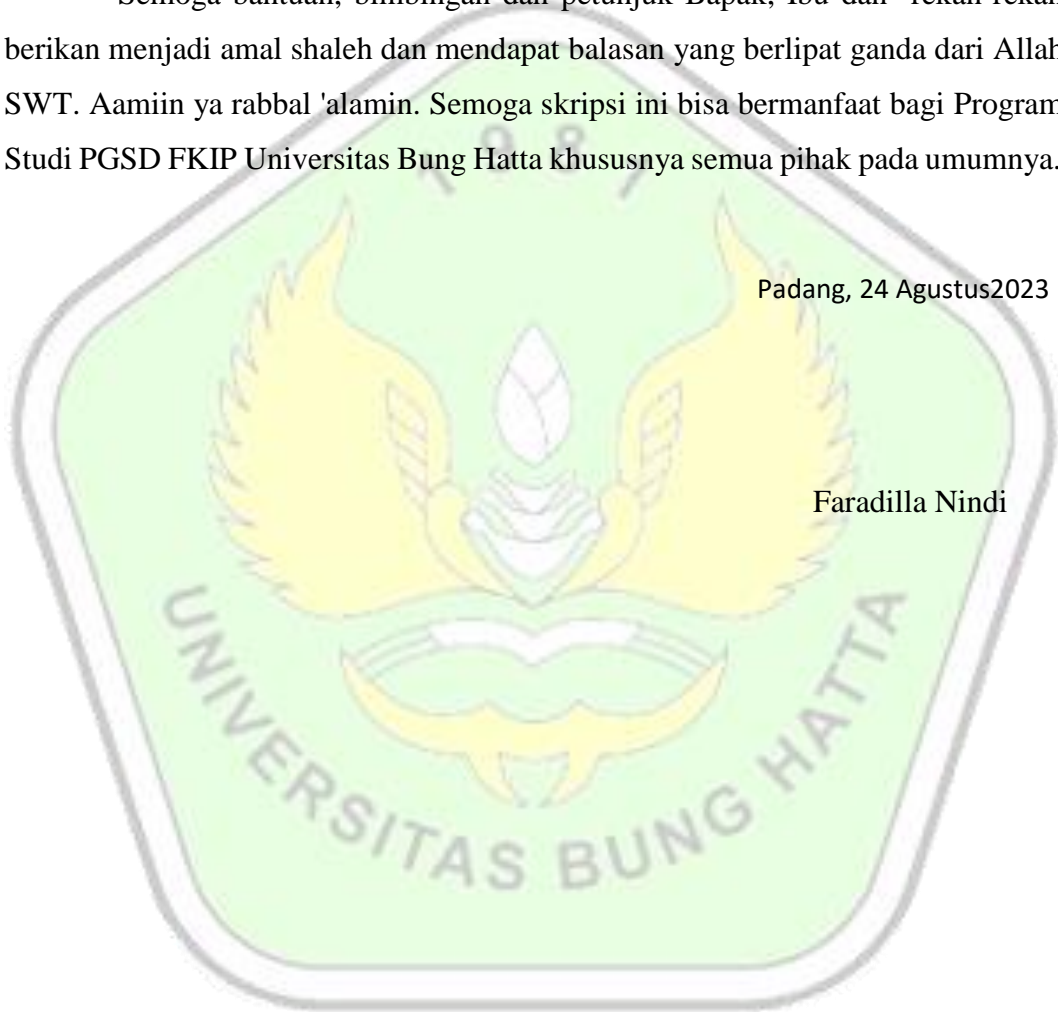 Semoga bantuan, bimbingan dan petunjuk Bapak, Ibu dan rekan-rekan
berikan menjadi amal shaleh dan mendapat balasan yang berlipat ganda dari Allah
SWT. Aamiin ya rabbal 'alamin. Semoga skripsi ini bisa bermanfaat bagi Program
Studi PGSD FKIP Universitas Bung Hatta khususnya semua pihak pada umumnya.
1981
Padang, 24 Agustus2023
Faradilla Nindi
UNIVERSITAS BUNG HATTA